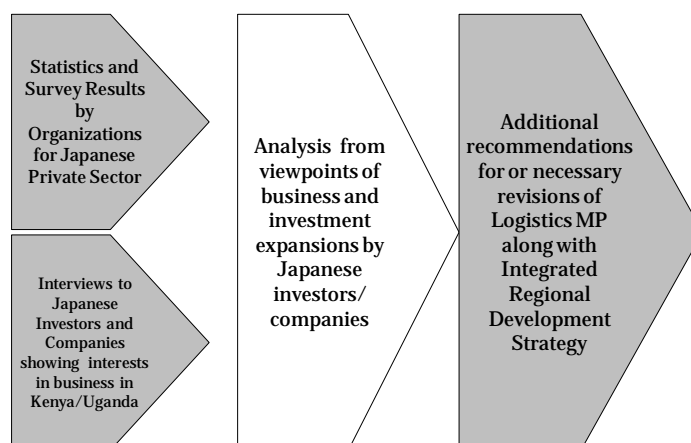 Statistics and
Survey Results
by
Organizations
for Japanese
Private Sector
Interviews to
Japanese
Investors and
Companies
showing interests
in business in
Kenya/Uganda
Analysis from
viewpoints of
business and
investment
expansions by
Japanese
investors/
companies
Additional
recommendations
for or necessary
revisions of
Logistics MP
along with
Integrated
Regional
Development
Strategy